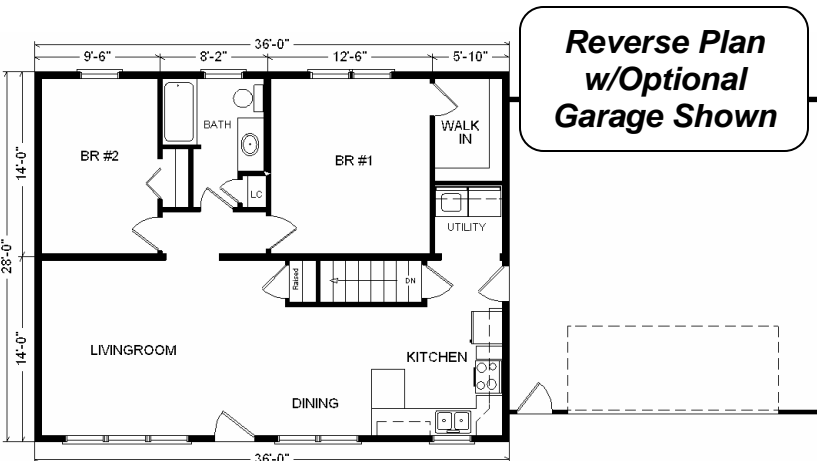 Reverse Plan
w/Optional
Garage Shown
36'-0"
9'-6" 8'-2" 12'-6" 5'-10"
14'-0"
28'-0"
14'-0"
BR #2
BATH
LC
BR #1
WALK
IN
UTILITY
Raised
DN
LIVINGROOM
KITCHEN
DINING
36'-0"